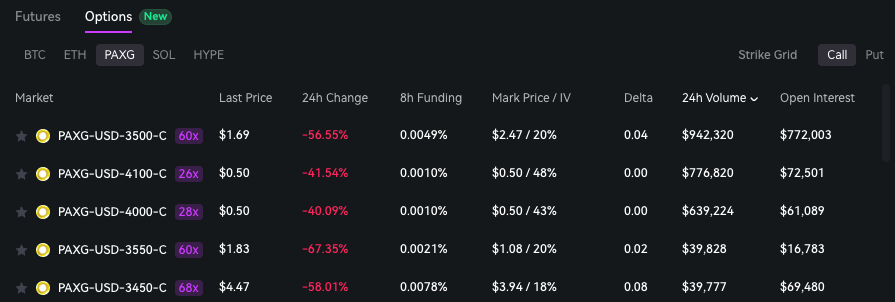 Futures Options New
BTC ETH PAXG SOL HYPE Strike Grid Call Put
Market Last Price 24h Change 8h Funding Mark Price / IV Delta 24h Volume Open Interest
PAXG-USD-3500-C 60x $1.69 -56.55% 0.0049% $2.47 / 20% 0.04 $942,320 $772,003
PAXG-USD-4100-C 26x $0.50 -41.54% 0.0010% $0.50 / 48% 0.00 $776,820 $72,501
PAXG-USD-4000-C 28x $0.50 -40.09% 0.0010% $0.50 / 43% 0.00 $639,224 $61,089
PAXG-USD-3550-C 60x $1.83 -67.35% 0.0021% $1.08 / 20% 0.02 $39,828 $16,783
PAXG-USD-3450-C 68x $4.47 -58.01% 0.0078% $3.94 / 18% 0.08 $39,777 $69,480